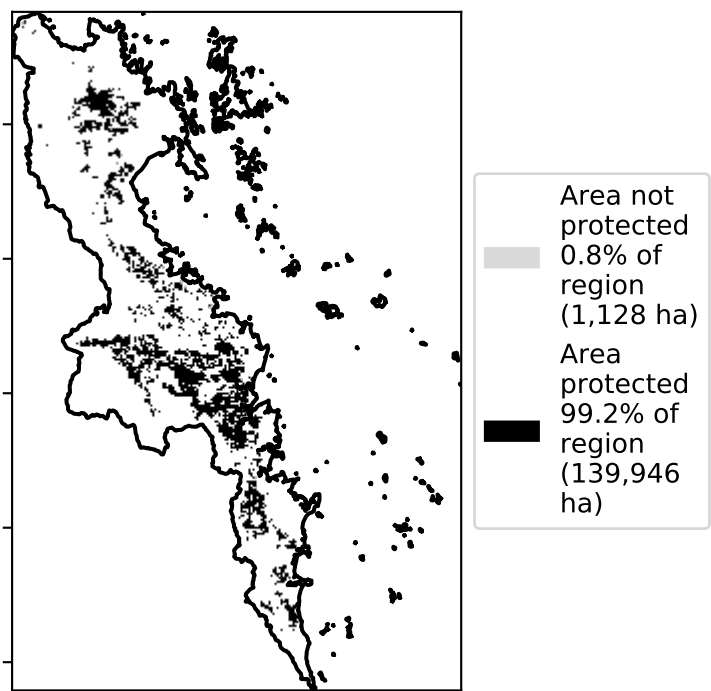 Area not
protected
0.8% of
region
(1,128 ha)
Area
protected
99.2% of
region
(139,946
ha)